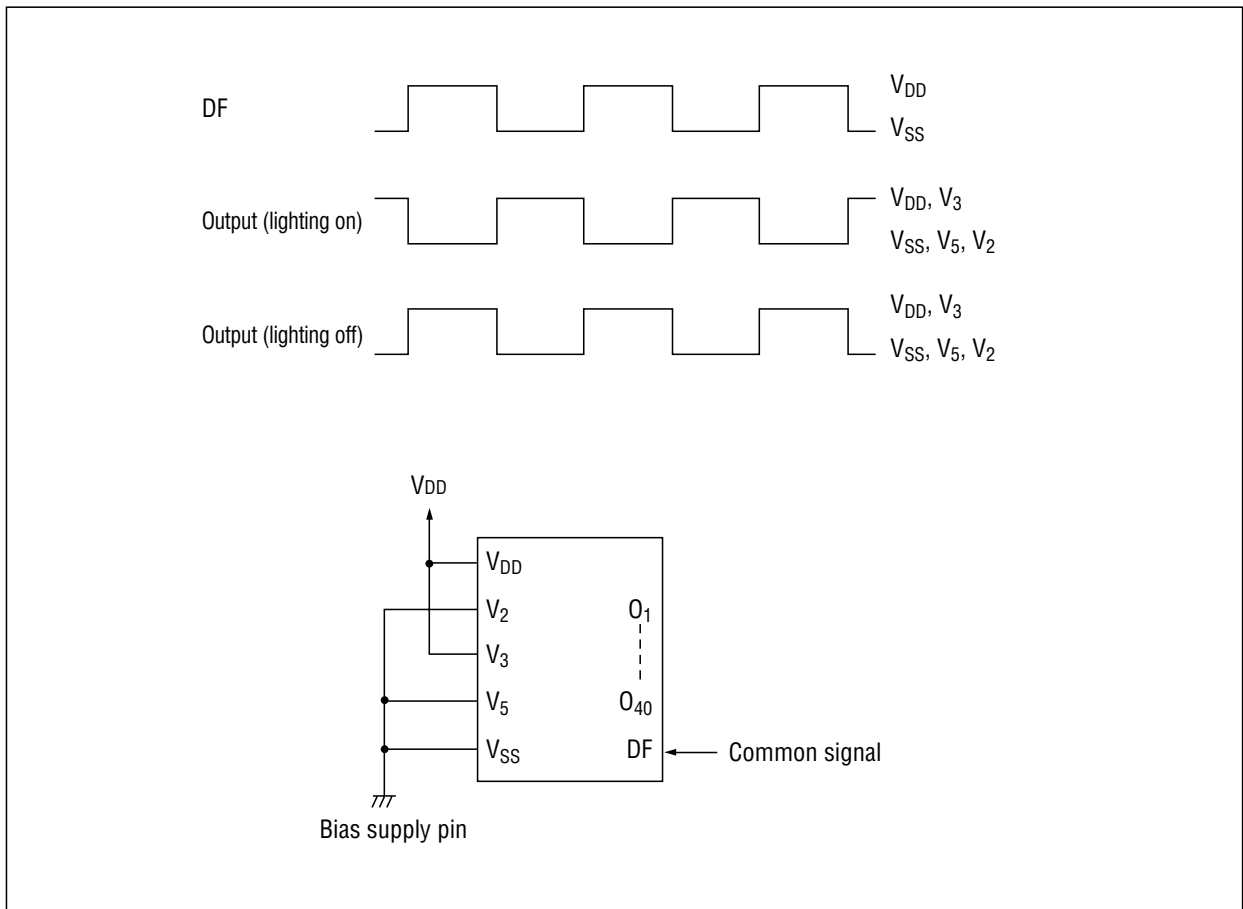 DF
V_DD
V_SS
Output (lighting on)
V_DD, V_3
V_SS, V_5, V_2
Output (lighting off)
V_DD, V_3
V_SS, V_5, V_2
VDD
V_DD
V_2
O_1
V_3
V_5
O_40
V_SS
DF
Common signal
Bias supply pin